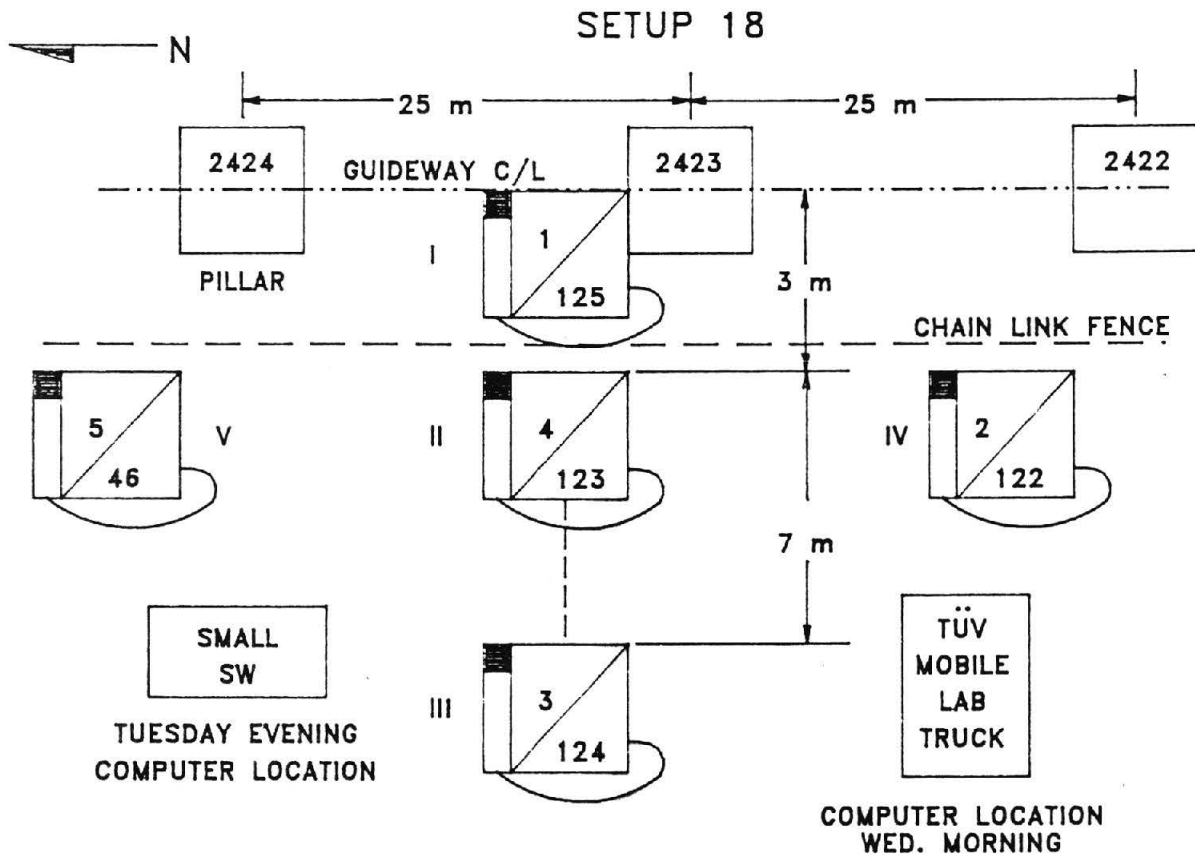 SETUP 18
N
25 m
25 m
2424
GUIDEWAY C/L
2423
2422
I
1
125
PILLAR
3 m
CHAIN LINK FENCE
5
46
V
II
4
123
IV
2
122
7 m
SMALL
SW
TUESDAY EVENING
COMPUTER LOCATION
III
3
124
TÜV
MOBILE
LAB
TRUCK
COMPUTER LOCATION
WED. MORNING